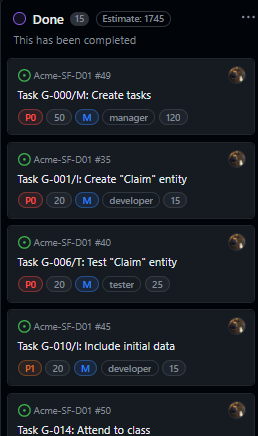 Done 15 Estimate: 1745 ...
This has been completed
Acme-SF-D01 #49
Task G-000/M: Create tasks
P0 50 M manager 120
Acme-SF-D01 #35
Task G-001/I: Create "Claim" entity
P0 20 M developer 15
Acme-SF-D01 #40
Task G-006/T: Test "Claim" entity
P0 20 M tester 25
Acme-SF-D01 #45
Task G-010/I: Include initial data
P1 20 M developer 15
Acme-SF-D01 #50
Task G-014: Attend to class